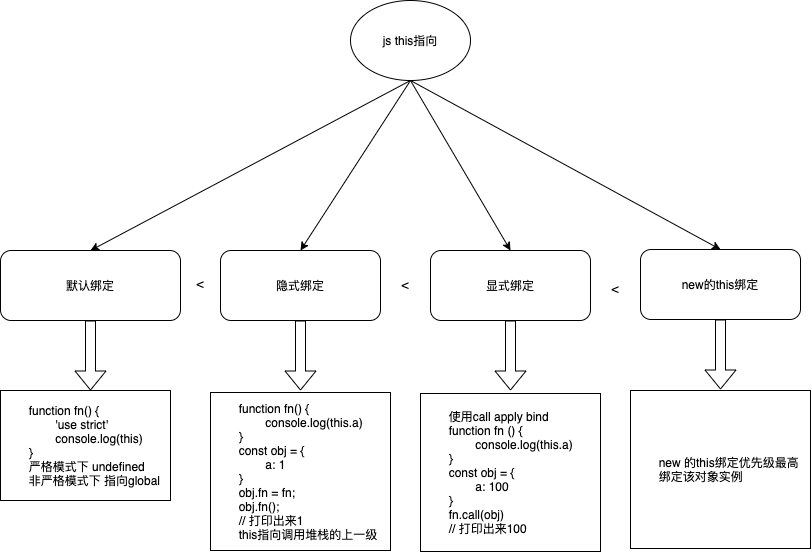 js this指向
默认绑定
<
隐式绑定
<
显式绑定
<
new的this绑定
function fn() {
'use strict'
console.log(this)
}
严格模式下 undefined
非严格模式下 指向global
function fn() {
console.log(this.a)
}
const obj = {
a: 1
}
obj.fn = fn;
obj.fn();
// 打印出来1
this指向调用堆栈的上一级
使用call apply bind
function fn () {
console.log(this.a)
}
const obj = {
a: 100
}
fn.call(obj)
// 打印出来100
new 的this绑定优先级最高
绑定该对象实例